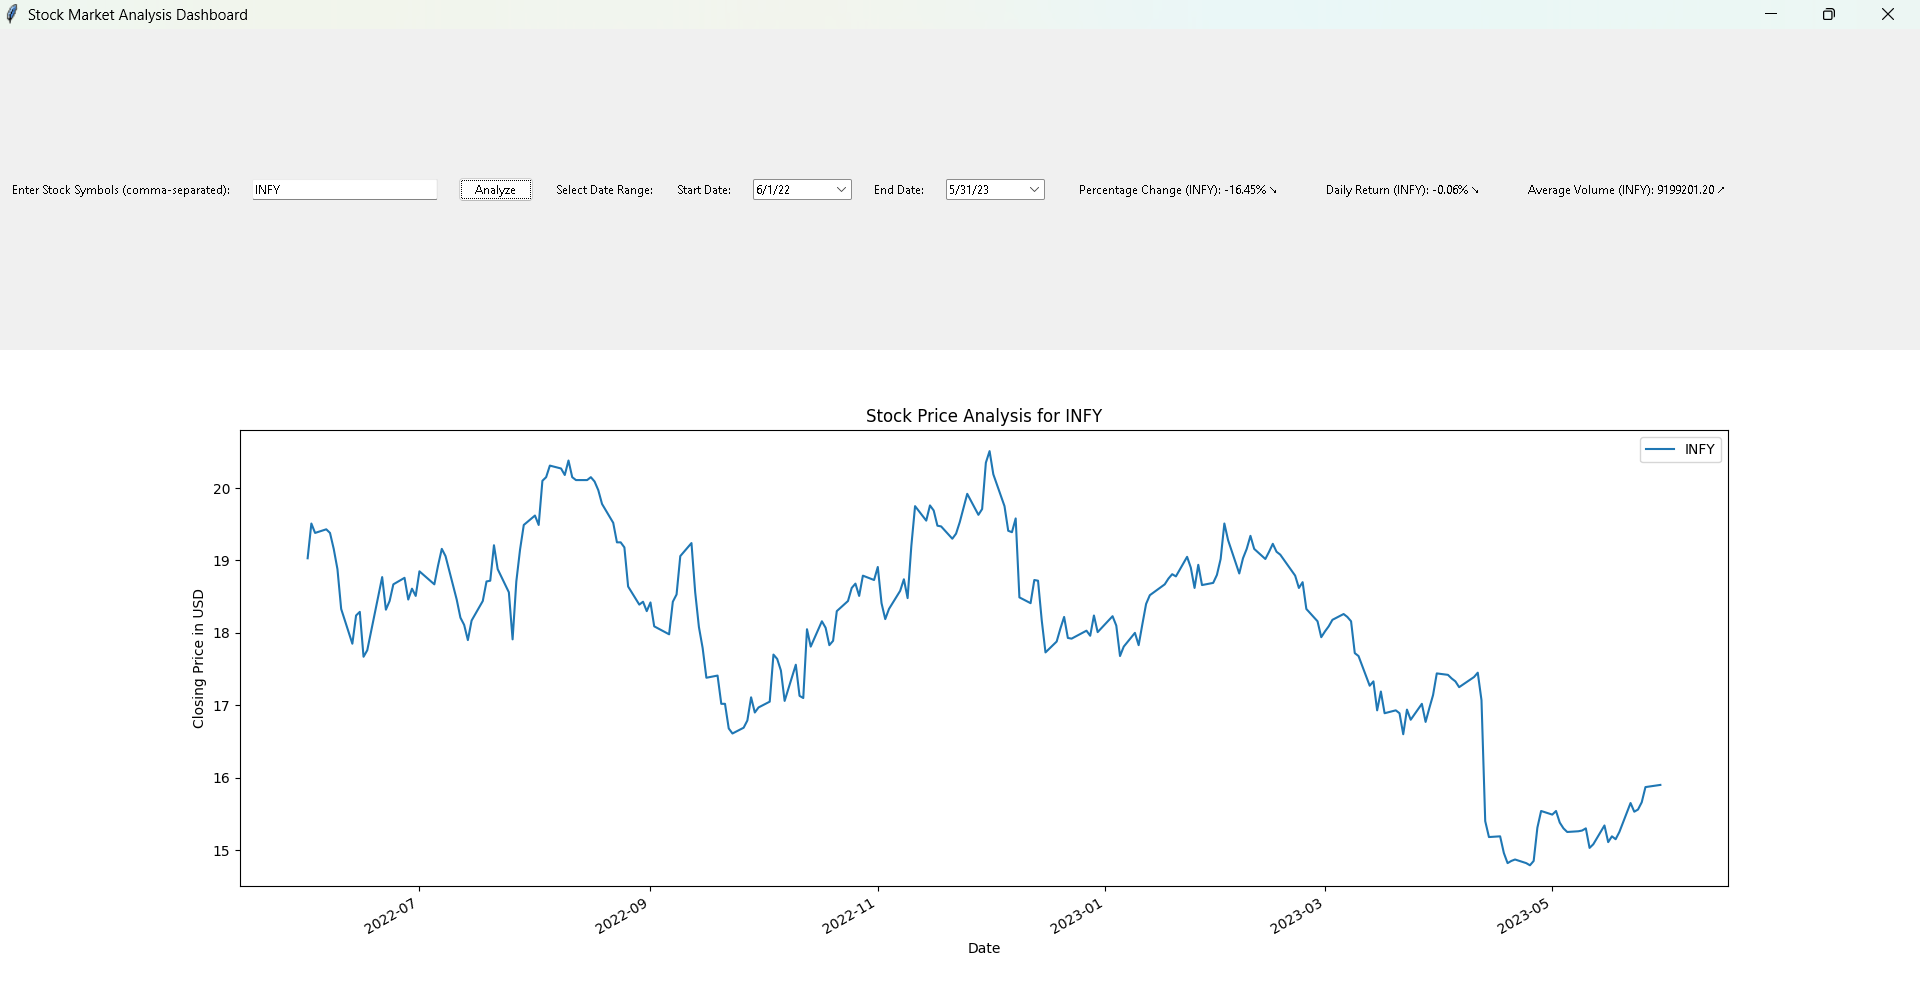 Stock Market Analysis Dashboard
Enter Stock Symbols (comma-separated): INFY Analyze Select Date Range: Start Date: 6/1/22 End Date: 5/31/23 Percentage Change (INFY): -16.45%↘ Daily Return (INFY): -0.06%↘ Average Volume (INFY): 9199201.20↗
Stock Price Analysis for INFY
INFY
20
19
18
17
16
15
Closing Price in USD
2022-07 2022-09 2022-11 2023-01 2023-03 2023-05
Date